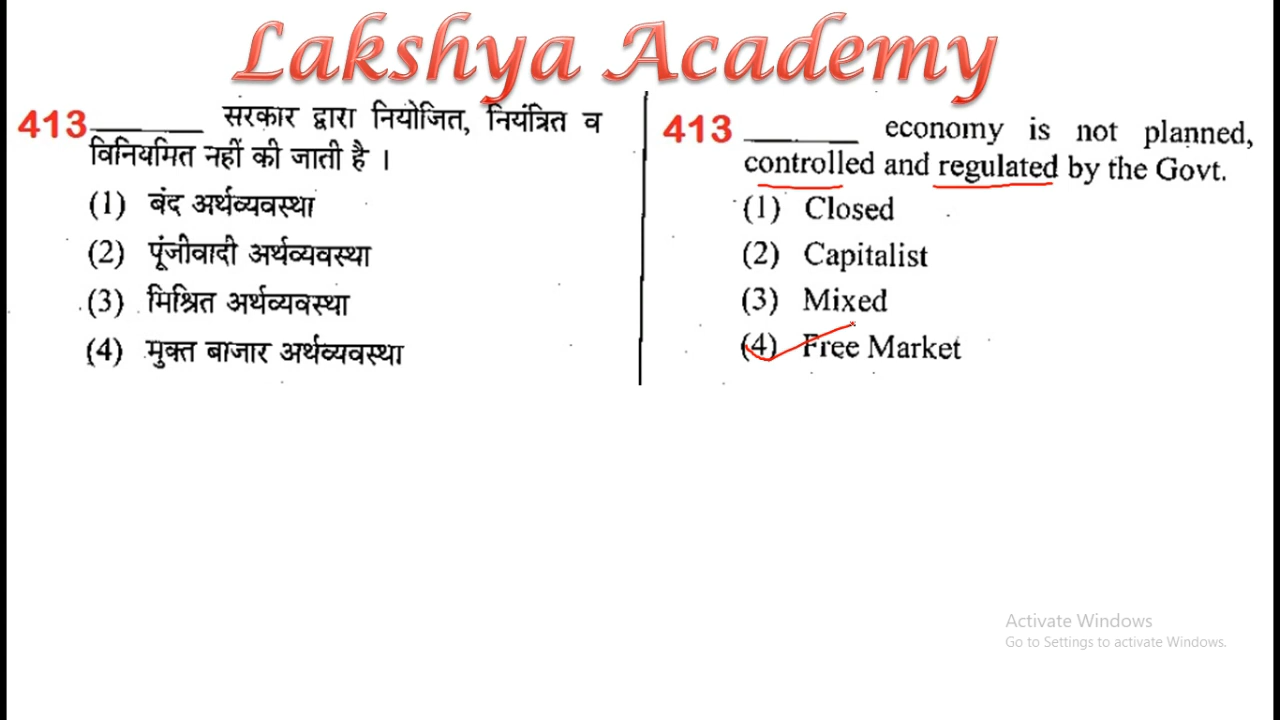 Lakshya Academy
413 ______ सरकार द्वारा नियोजित, नियंत्रित व
विनियमित नहीं की जाती है ।
(1) बंद अर्थव्यवस्था
(2) पूंजीवादी अर्थव्यवस्था
(3) मिश्रित अर्थव्यवस्था
(4) मुक्त बाजार अर्थव्यवस्था
413 ______ economy is not planned,
controlled and regulated by the Govt.
(1) Closed
(2) Capitalist
(3) Mixed
(4) Free Market
Activate Windows
Go to Settings to activate Windows.